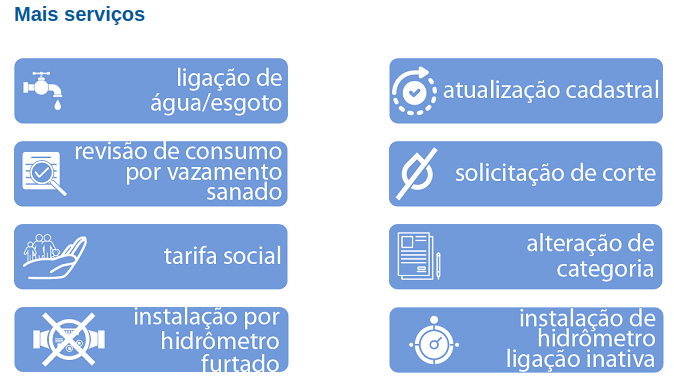 Mais serviços
ligação de
água/esgoto
atualização cadastral
revisão de consumo
por vazamento
sanado
solicitação de corte
tarifa social
alteração de
categoria
instalação por
hidrômetro
furtado
instalação de
hidrômetro
ligação inativa